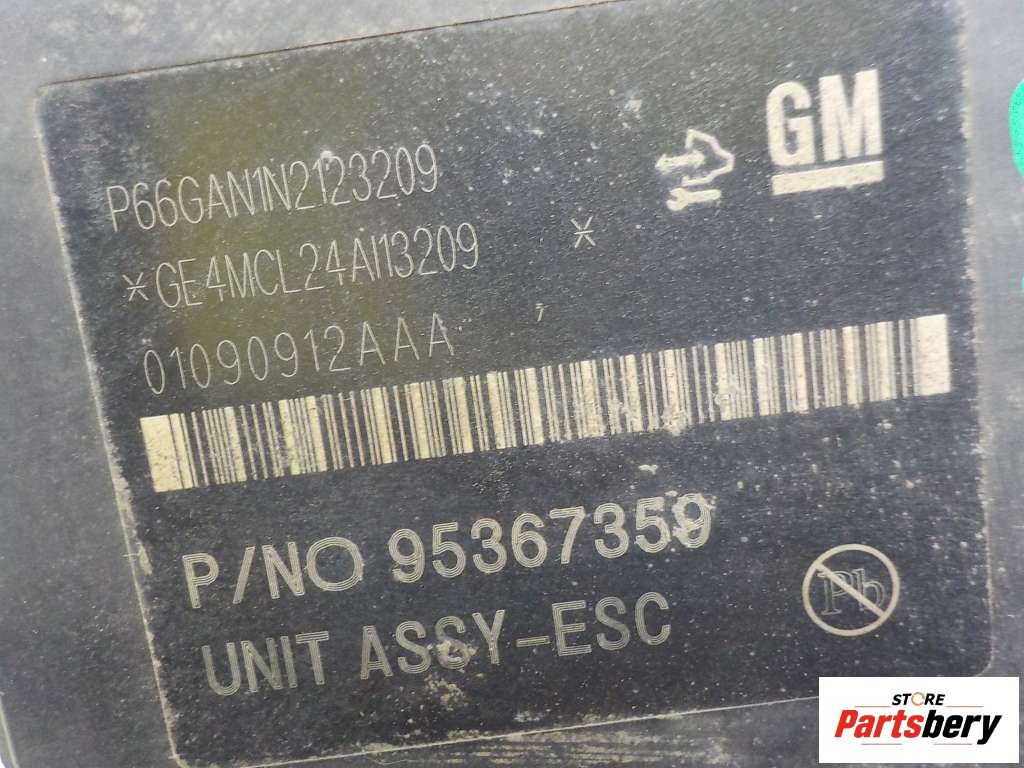 GM
P66GAN1N2123209
*GE4MCL24AI13209 *
01090912AAA
P/NO 95367359
UNIT ASSY-ESC
Pb
STORE
Partsbery